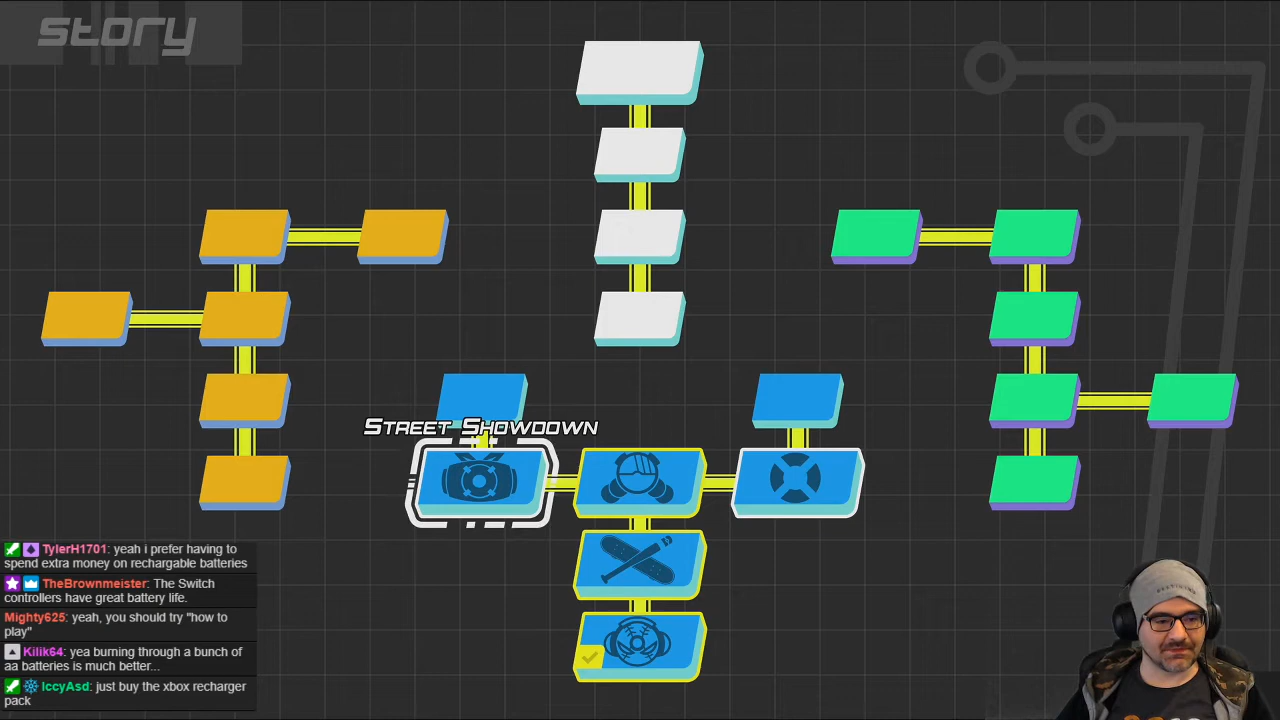 story
Street Showdown
TylerH1701: yeah i prefer having to
spend extra money on rechargable batteries
TheBrownmeister: The Switch
controllers have great battery life.
Mighty625: yeah, you should try "how to
play"
Kilik64: yea burning through a bunch of
aa batteries is much better...
IccyAsd: just buy the xbox recharger
pack